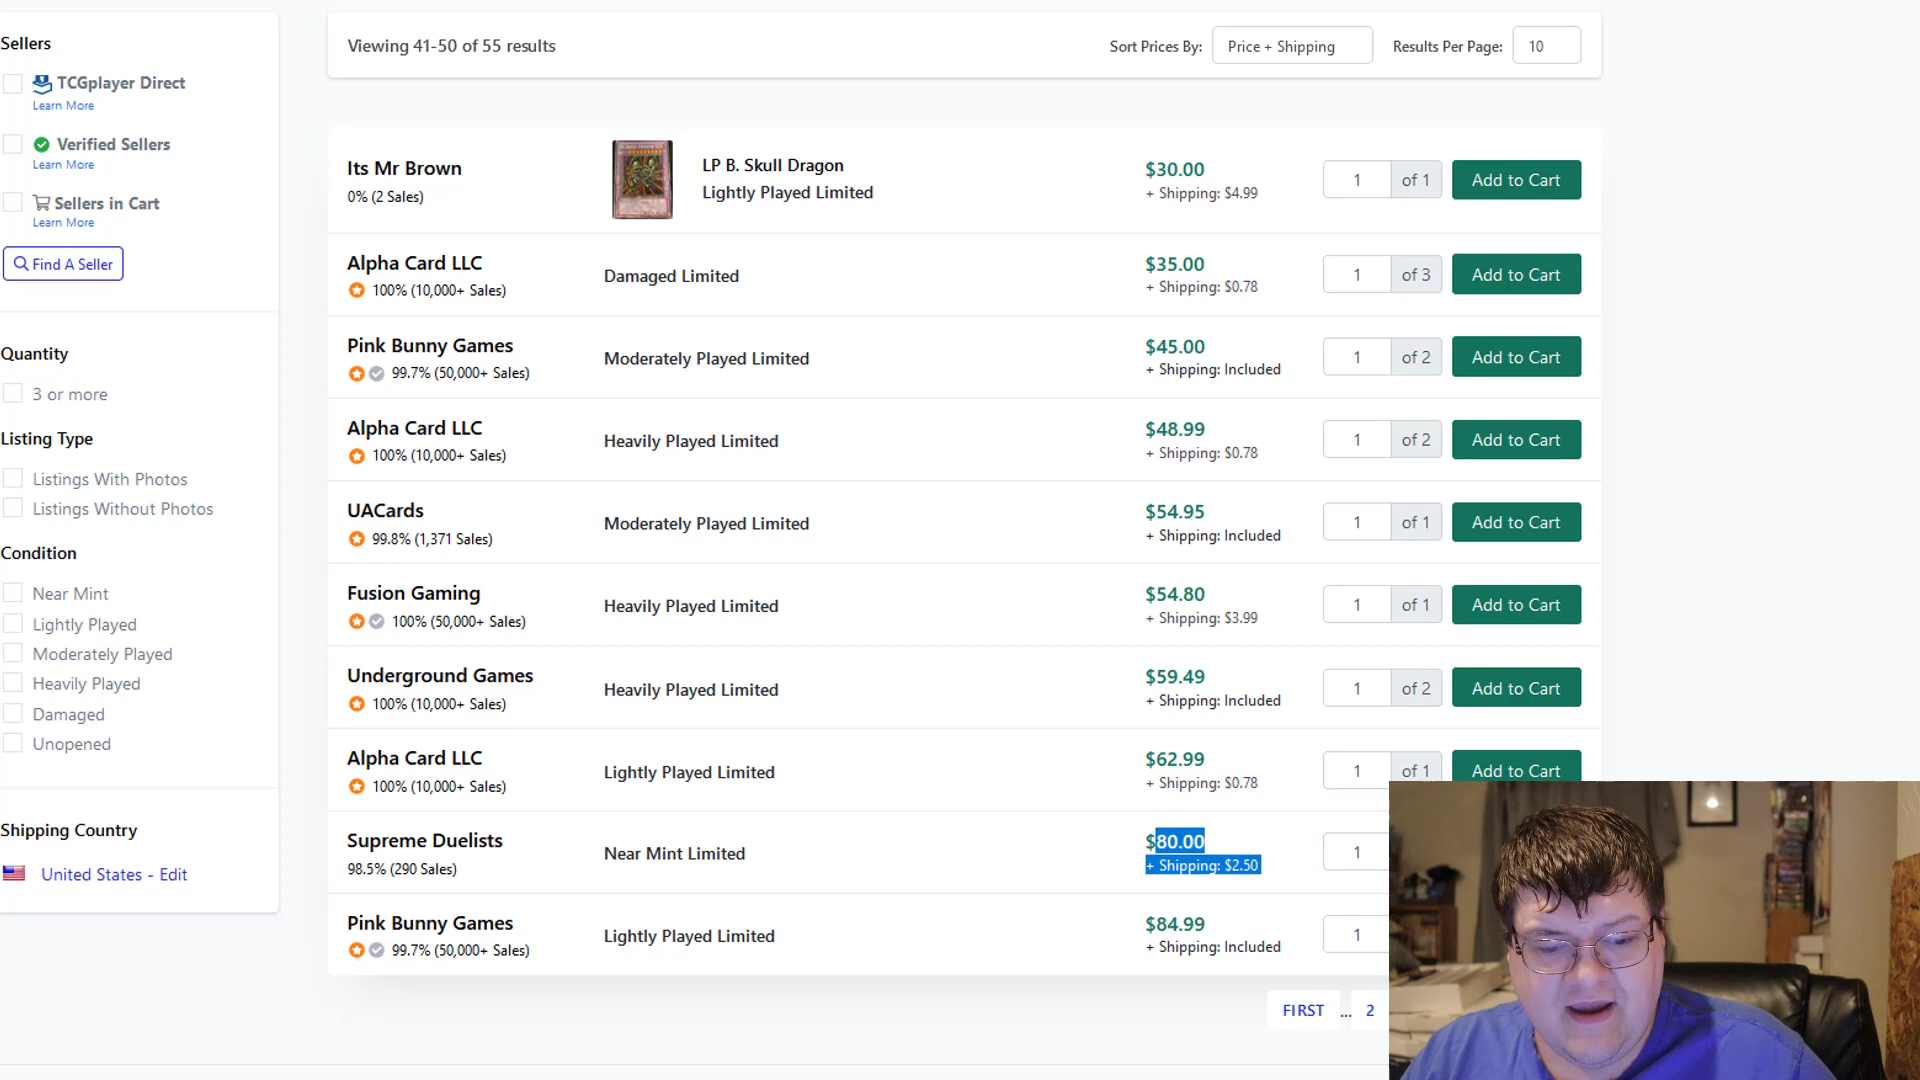 Sellers
TCGplayer Direct
Learn More
Verified Sellers
Learn More
Sellers in Cart
Learn More
Find A Seller
Quantity
3 or more
Listing Type
Listings With Photos
Listings Without Photos
Condition
Near Mint
Lightly Played
Moderately Played
Heavily Played
Damaged
Unopened
Shipping Country
United States - Edit
Viewing 41-50 of 55 results
Sort Prices By: Price + Shipping Results Per Page: 10
Its Mr Brown
0% (2 Sales)
LP B. Skull Dragon
Lightly Played Limited
$30.00
+ Shipping: $4.99
1 of 1 Add to Cart
Alpha Card LLC
100% (10,000+ Sales)
Damaged Limited
$35.00
+ Shipping: $0.78
1 of 3 Add to Cart
Pink Bunny Games
99.7% (50,000+ Sales)
Moderately Played Limited
$45.00
+ Shipping: Included
1 of 2 Add to Cart
Alpha Card LLC
100% (10,000+ Sales)
Heavily Played Limited
$48.99
+ Shipping: $0.78
1 of 2 Add to Cart
UACards
99.8% (1,371 Sales)
Moderately Played Limited
$54.95
+ Shipping: Included
1 of 1 Add to Cart
Fusion Gaming
100% (50,000+ Sales)
Heavily Played Limited
$54.80
+ Shipping: $3.99
1 of 1 Add to Cart
Underground Games
100% (10,000+ Sales)
Heavily Played Limited
$59.49
+ Shipping: Included
1 of 2 Add to Cart
Alpha Card LLC
100% (10,000+ Sales)
Lightly Played Limited
$62.99
+ Shipping: $0.78
1 of 1 Add to Cart
Supreme Duelists
98.5% (290 Sales)
Near Mint Limited
$80.00
+ Shipping: $2.50
1
Pink Bunny Games
99.7% (50,000+ Sales)
Lightly Played Limited
$84.99
+ Shipping: Included
1
FIRST ... 2